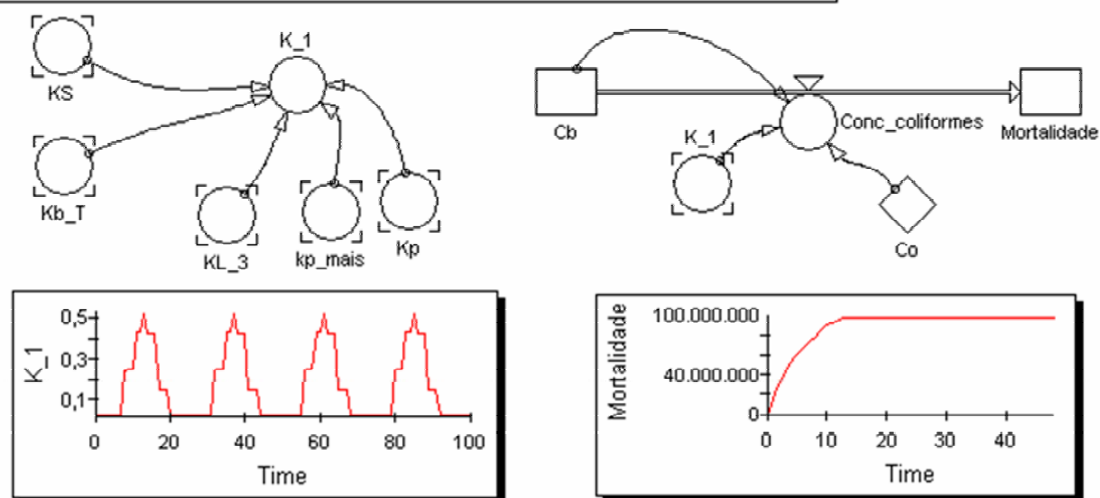 KS
K_1
Kb_T
KL_3
kp_mais
Kp
Cb
Conc_coliformes
Mortalidade
K_1
Co
K_1
0,5
0,3
0,1
0 20 40 60 80 100
Time
Mortalidade
100.000.000
40.000.000
0
0 10 20 30 40
Time